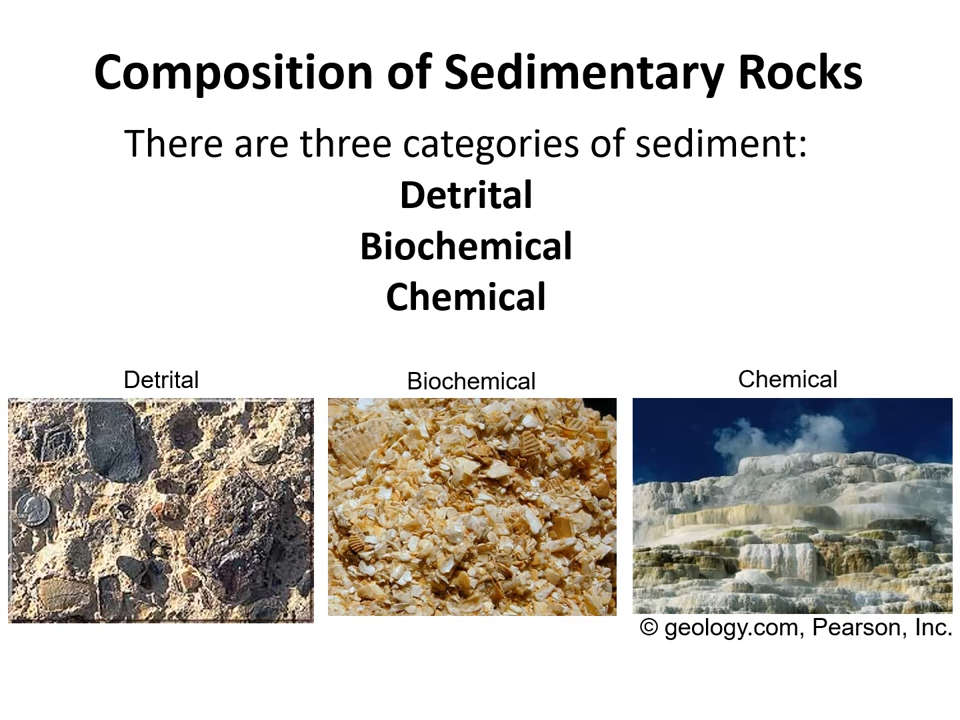 Composition of Sedimentary Rocks
There are three categories of sediment:
Detrital
Biochemical
Chemical
Detrital
Biochemical
Chemical
© geology.com, Pearson, Inc.